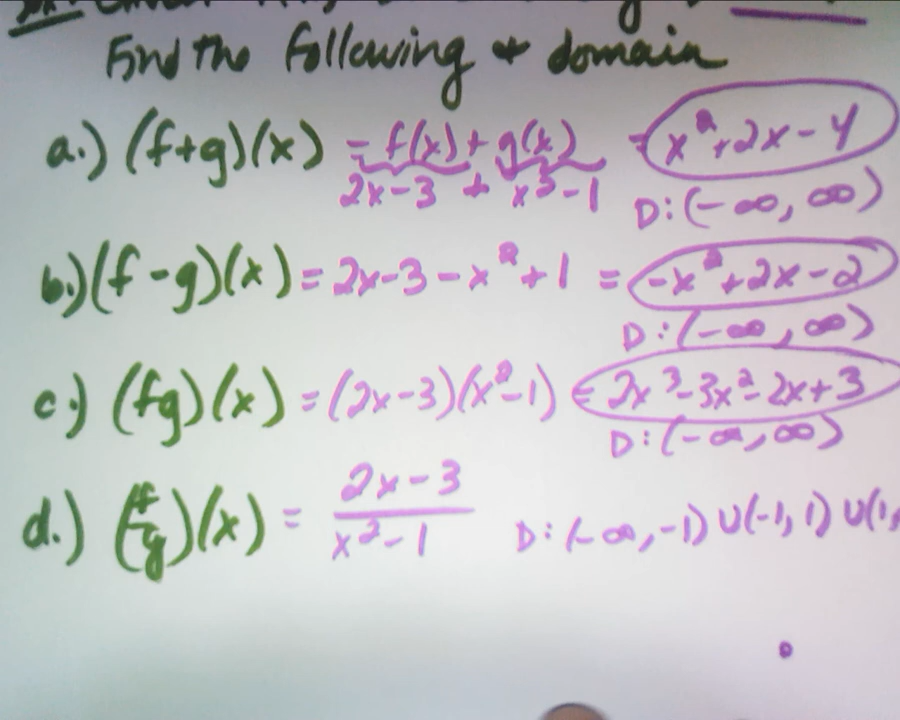 Find the following & domain
a.) (f+g)(x) = f(x) + g(x) = x²+2x-4
2x-3 + x²-1
D: (-∞, ∞)
b.) (f-g)(x) = 2x-3-x²+1 = -x²+2x-2
D: (-∞, ∞)
c.) (fg)(x) = (2x-3)(x²-1) = 2x³-3x²-2x+3
D: (-∞, ∞)
d.) (f/g)(x) = 2x-3 / x²-1 D: (-∞, -1) ∪ (-1, 1) ∪ (1,